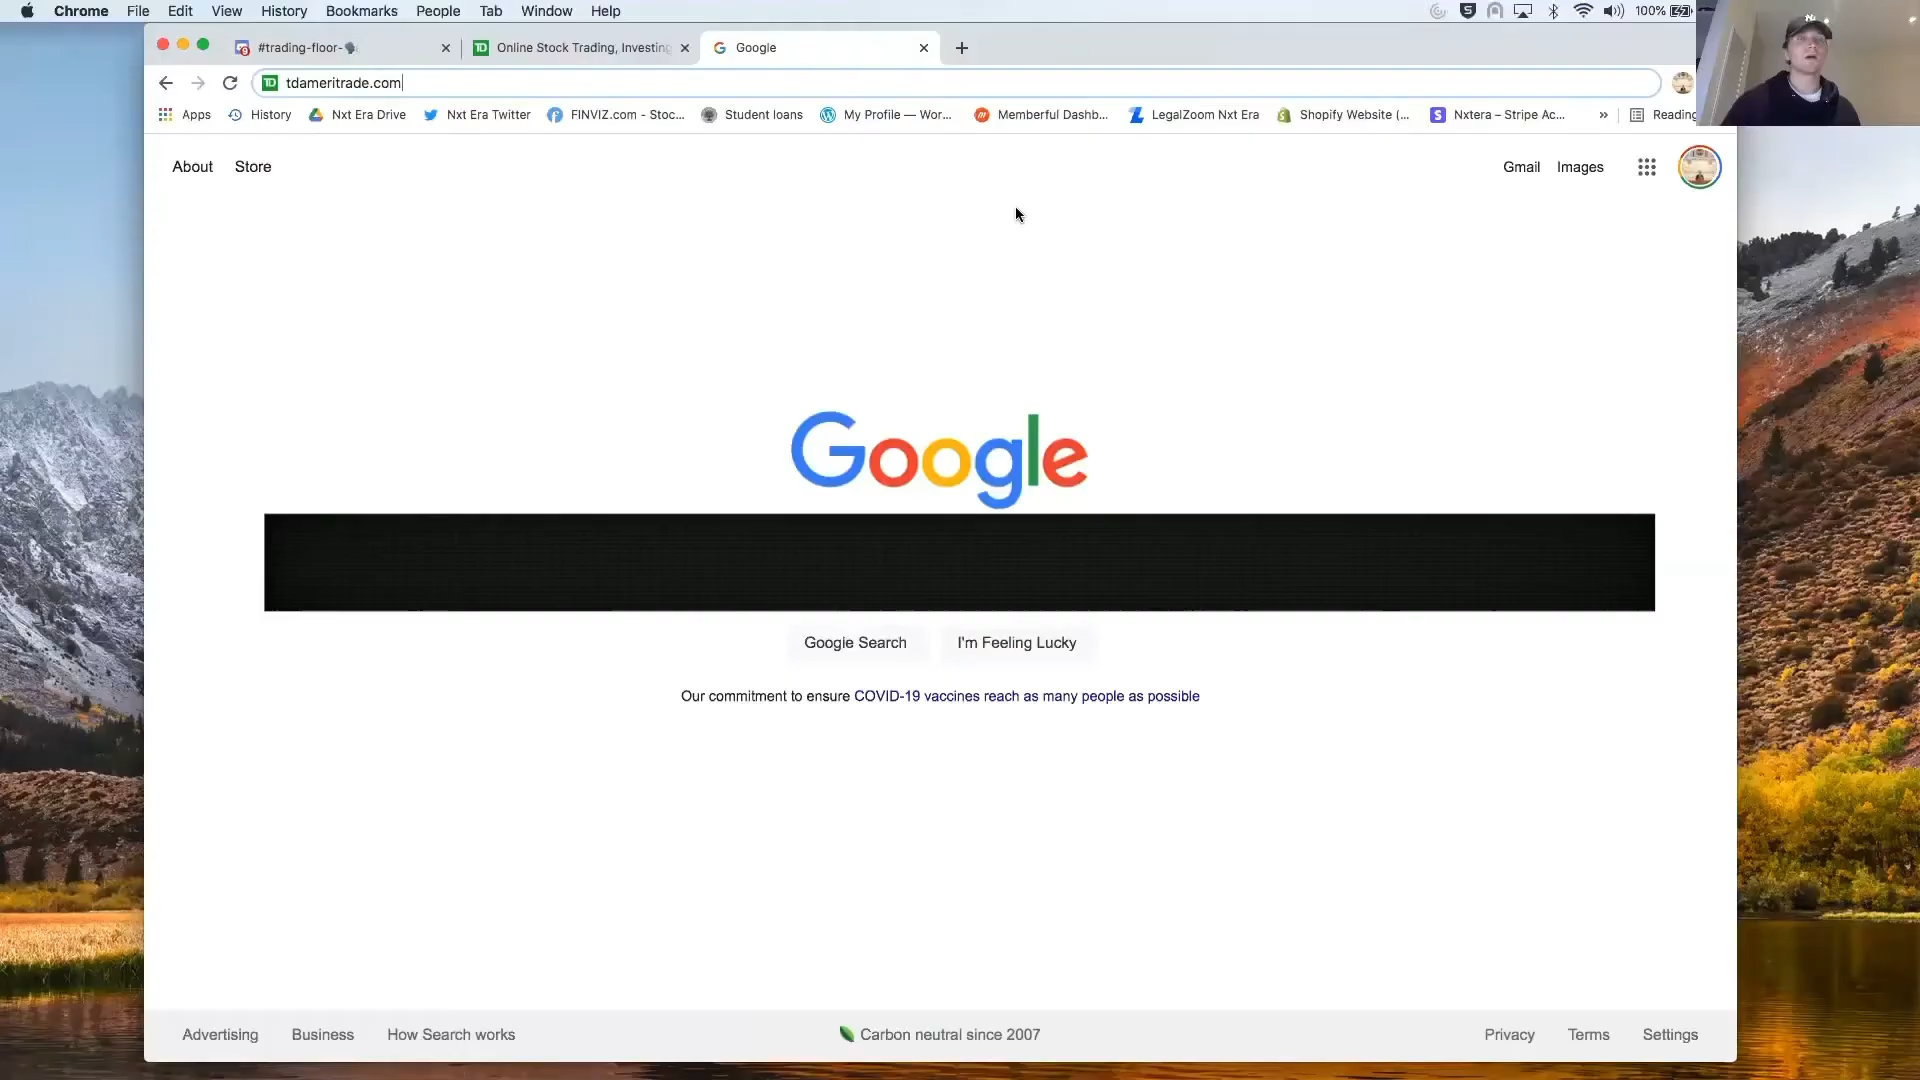 Chrome File Edit View History Bookmarks People Tab Window Help 100%
#trading-floor- Online Stock Trading, Investing Google
tdameritrade.com
Apps History Nxt Era Drive Nxt Era Twitter FINVIZ.com - Stoc... Student loans My Profile — Wor... Memberful Dashb... LegalZoom Nxt Era Shopify Website (... Nxtera – Stripe Ac... » Reading
About Store Gmail Images
Google
Google Search I'm Feeling Lucky
Our commitment to ensure COVID-19 vaccines reach as many people as possible
Advertising Business How Search works Carbon neutral since 2007 Privacy Terms Settings